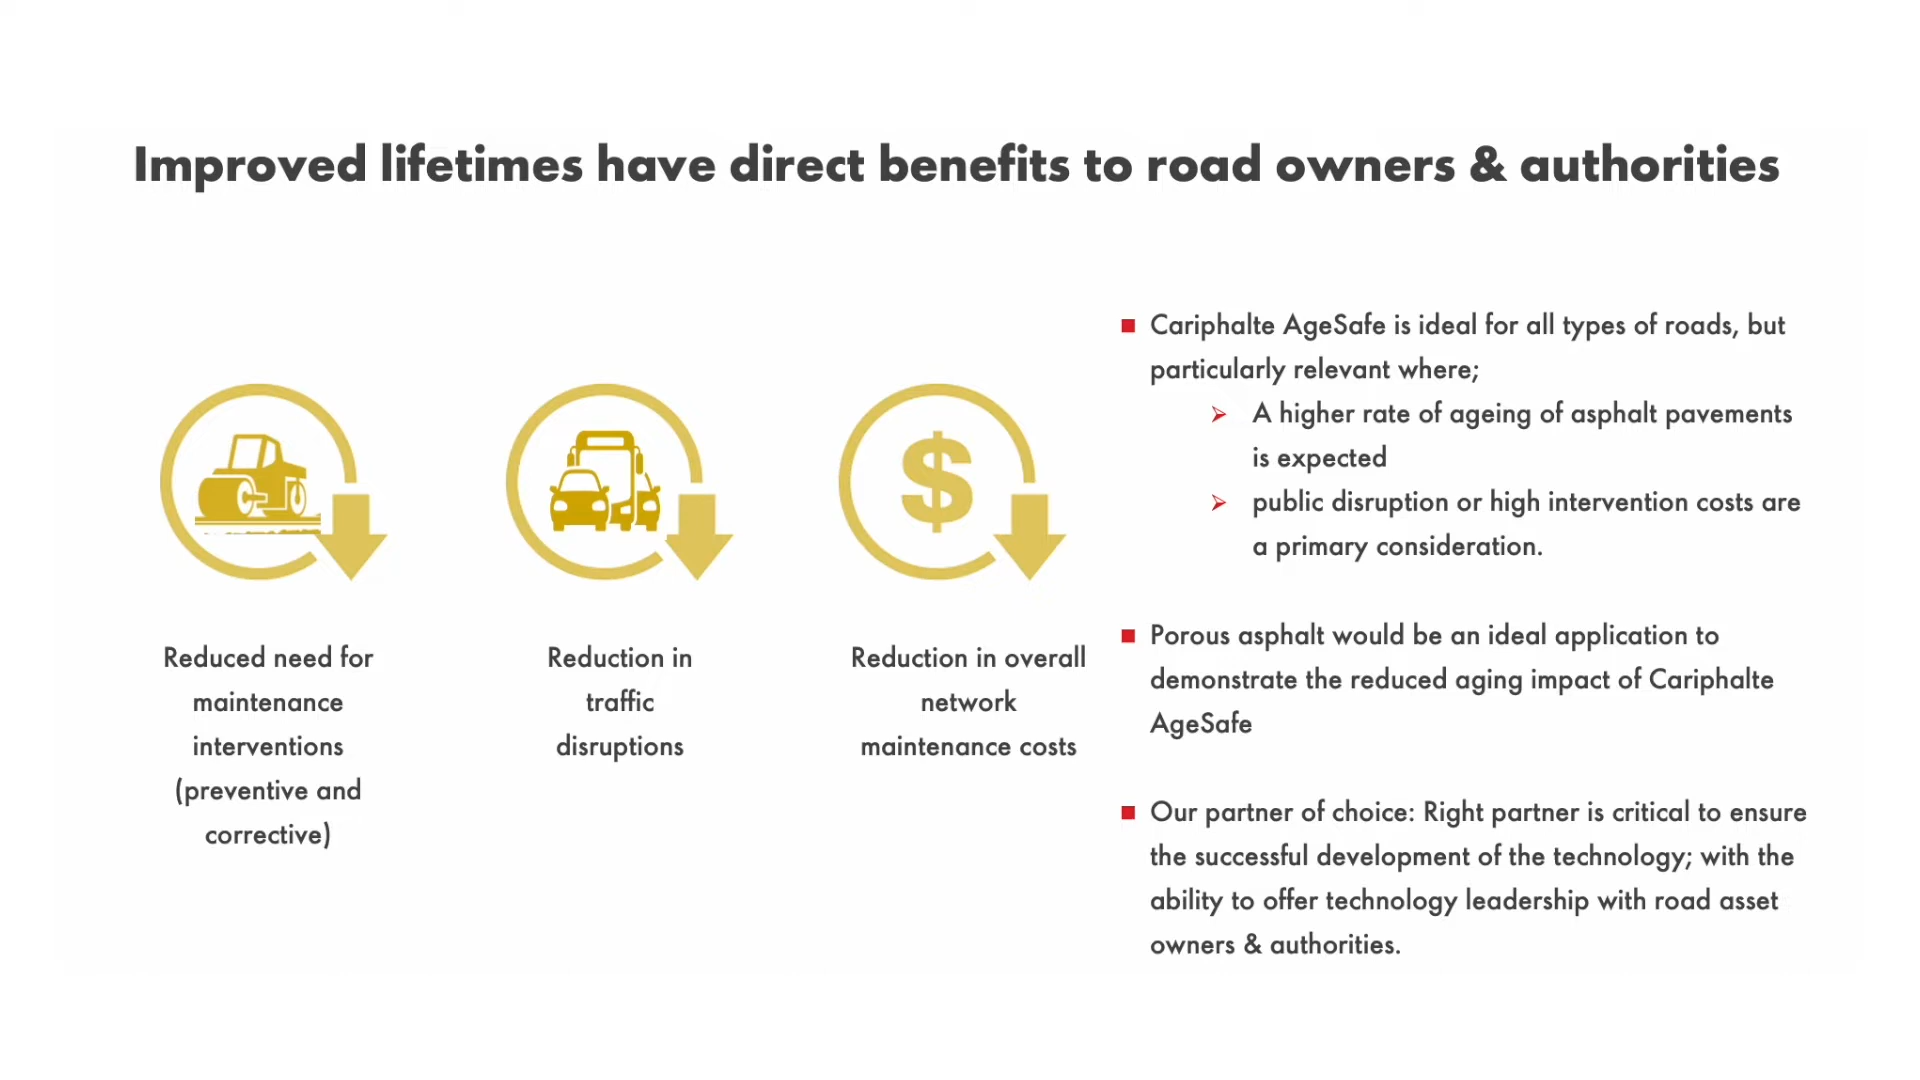 Improved lifetimes have direct benefits to road owners & authorities
$
Reduced need for
maintenance
interventions
(preventive and
corrective)
Reduction in
traffic
disruptions
Reduction in overall
network
maintenance costs
Cariphalte AgeSafe is ideal for all types of roads, but
particularly relevant where;
A higher rate of ageing of asphalt pavements
is expected
public disruption or high intervention costs are
a primary consideration.
Porous asphalt would be an ideal application to
demonstrate the reduced aging impact of Cariphalte
AgeSafe
Our partner of choice: Right partner is critical to ensure
the successful development of the technology; with the
ability to offer technology leadership with road asset
owners & authorities.